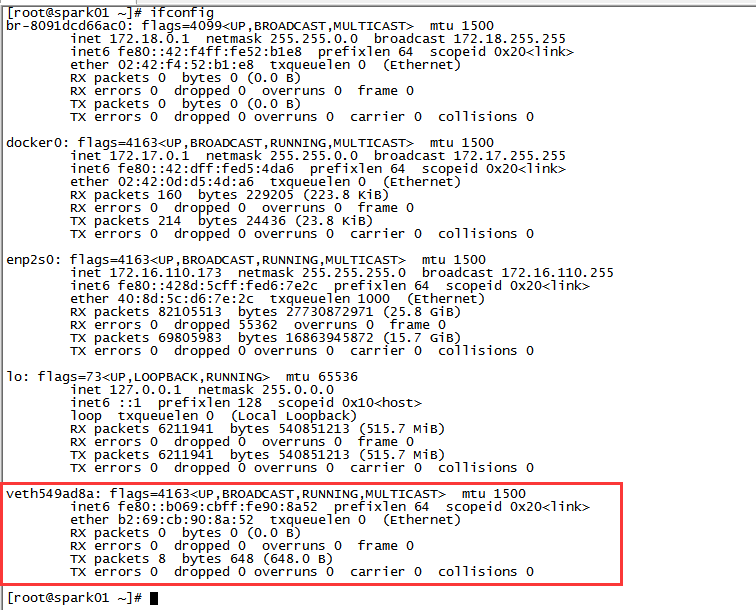 [root@spark01 ~]# ifconfig
br-8091dcd66ac0: flags=4099<UP,BROADCAST,MULTICAST>  mtu 1500
        inet 172.18.0.1  netmask 255.255.0.0  broadcast 172.18.255.255
        inet6 fe80::42:f4ff:fe52:b1e8  prefixlen 64  scopeid 0x20<link>
        ether 02:42:f4:52:b1:e8  txqueuelen 0  (Ethernet)
        RX packets 0  bytes 0 (0.0 B)
        RX errors 0  dropped 0  overruns 0  frame 0
        TX packets 0  bytes 0 (0.0 B)
        TX errors 0  dropped 0 overruns 0  carrier 0  collisions 0

docker0: flags=4163<UP,BROADCAST,RUNNING,MULTICAST>  mtu 1500
        inet 172.17.0.1  netmask 255.255.0.0  broadcast 172.17.255.255
        inet6 fe80::42:dff:fed5:4da6  prefixlen 64  scopeid 0x20<link>
        ether 02:42:0d:d5:4d:a6  txqueuelen 0  (Ethernet)
        RX packets 160  bytes 229205 (223.8 KiB)
        RX errors 0  dropped 0  overruns 0  frame 0
        TX packets 214  bytes 24436 (23.8 KiB)
        TX errors 0  dropped 0 overruns 0  carrier 0  collisions 0

enp2s0: flags=4163<UP,BROADCAST,RUNNING,MULTICAST>  mtu 1500
        inet 172.16.110.173  netmask 255.255.255.0  broadcast 172.16.110.255
        inet6 fe80::428d:5cff:fed6:7e2c  prefixlen 64  scopeid 0x20<link>
        ether 40:8d:5c:d6:7e:2c  txqueuelen 1000  (Ethernet)
        RX packets 82105513  bytes 27730872971 (25.8 GiB)
        RX errors 0  dropped 55362  overruns 0  frame 0
        TX packets 69805983  bytes 16863945872 (15.7 GiB)
        TX errors 0  dropped 0 overruns 0  carrier 0  collisions 0

lo: flags=73<UP,LOOPBACK,RUNNING>  mtu 65536
        inet 127.0.0.1  netmask 255.0.0.0
        inet6 ::1  prefixlen 128  scopeid 0x10<host>
        loop  txqueuelen 0  (Local Loopback)
        RX packets 6211941  bytes 540851213 (515.7 MiB)
        RX errors 0  dropped 0  overruns 0  frame 0
        TX packets 6211941  bytes 540851213 (515.7 MiB)
        TX errors 0  dropped 0 overruns 0  carrier 0  collisions 0

veth549ad8a: flags=4163<UP,BROADCAST,RUNNING,MULTICAST>  mtu 1500
        inet6 fe80::b069:cbff:fe90:8a52  prefixlen 64  scopeid 0x20<link>
        ether b2:69:cb:90:8a:52  txqueuelen 0  (Ethernet)
        RX packets 0  bytes 0 (0.0 B)
        RX errors 0  dropped 0  overruns 0  frame 0
        TX packets 8  bytes 648 (648.0 B)
        TX errors 0  dropped 0 overruns 0  carrier 0  collisions 0

[root@spark01 ~]#